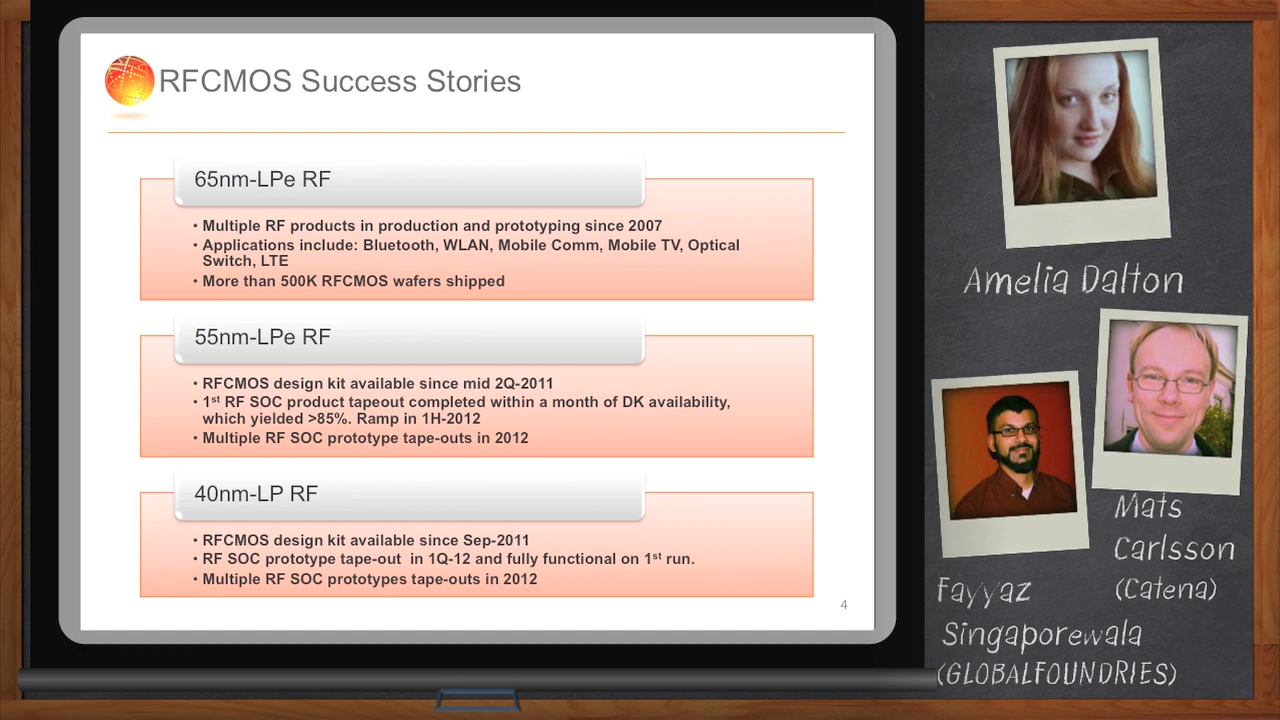 RFCMOS Success Stories
65nm-LPe RF
• Multiple RF products in production and prototyping since 2007
• Applications include: Bluetooth, WLAN, Mobile Comm, Mobile TV, Optical
Switch, LTE
• More than 500K RFCMOS wafers shipped
55nm-LPe RF
• RFCMOS design kit available since mid 2Q-2011
• 1st RF SOC product tapeout completed within a month of DK availability,
which yielded >85%. Ramp in 1H-2012
• Multiple RF SOC prototype tape-outs in 2012
40nm-LP RF
• RFCMOS design kit available since Sep-2011
• RF SOC prototype tape-out in 1Q-12 and fully functional on 1st run.
• Multiple RF SOC prototypes tape-outs in 2012
4
Amelia Dalton
Mats
Carlsson
(Catena)
Fayyaz
Singaporewala
(GLOBALFOUNDRIES)